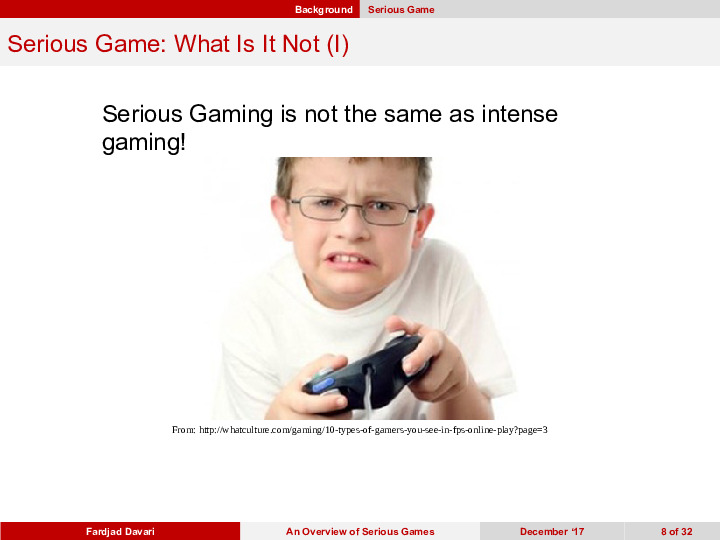 Background Serious Game
Serious Game: What Is It Not (I)
Serious Gaming is not the same as intense
gaming!
From: http://whatculture.com/gaming/10-types-of-gamers-you-see-in-fps-online-play?page=3
Fardjad Davari An Overview of Serious Games December ‘17 8 of 32